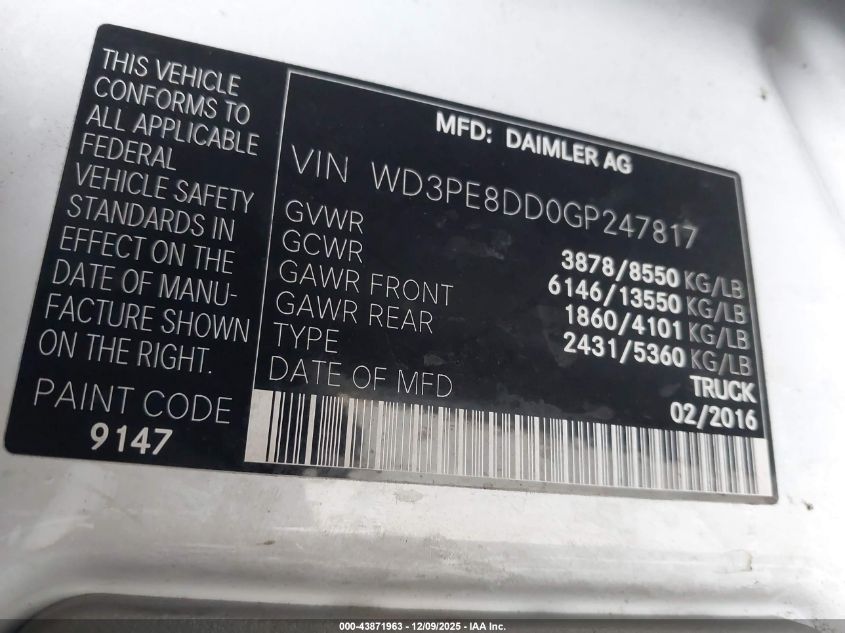 THIS VEHICLE
CONFORMS TO
ALL APPLICABLE
FEDERAL
VEHICLE SAFETY
STANDARDS IN
EFFECT ON THE
DATE OF MANU-
FACTURE SHOWN
ON THE RIGHT.
PAINT CODE
9147
MFD: DAIMLER AG
VIN WD3PE8DD0GP247817
GVWR 3878/8550 KG/LB
GCWR 6146/13550 KG/LB
GAWR FRONT 1860/4101 KG/LB
GAWR REAR 2431/5360 KG/LB
TYPE TRUCK
DATE OF MFD 02/2016
000-43871963 - 12/09/2025 - IAA Inc.